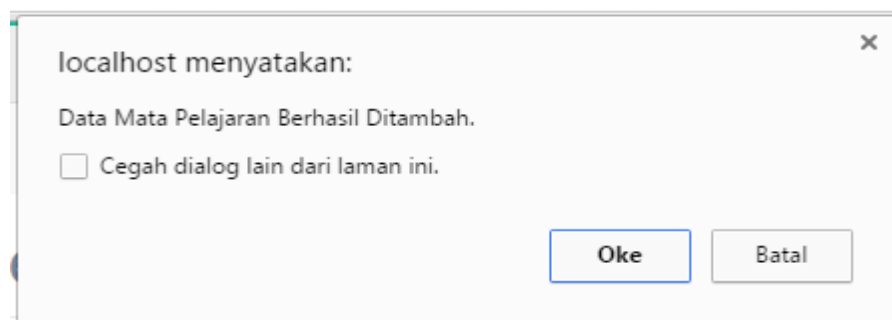 localhost menyatakan:
Data Mata Pelajaran Berhasil Ditambah.
Cegah dialog lain dari laman ini.
Oke Batal